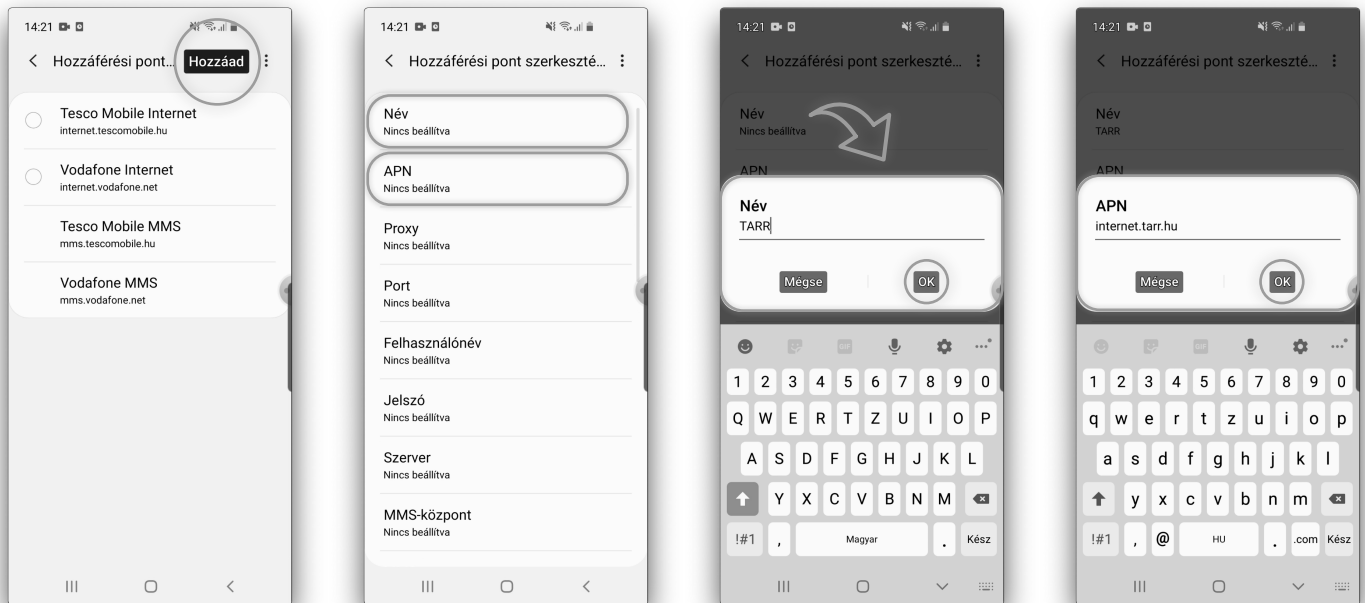 14:21
Hozzáférési pont... Hozzáad
Tesco Mobile Internet
internet.tescomobile.hu
Vodafone Internet
internet.vodafone.net
Tesco Mobile MMS
mms.tescomobile.hu
Vodafone MMS
mms.vodafone.net
14:21
Hozzáférési pont szerkeszté...
Név
Nincs beállítva
APN
Nincs beállítva
Proxy
Nincs beállítva
Port
Nincs beállítva
Felhasználónév
Nincs beállítva
Jelszó
Nincs beállítva
Szerver
Nincs beállítva
MMS-központ
Nincs beállítva
14:21
Hozzáférési pont szerkeszté...
Név
Nincs beállítva
APN
Név
TARR
Mégse OK
GIF
1 2 3 4 5 6 7 8 9 0
Q W E R T Z U I O P
A S D F G H J K L
Y X C V B N M
!#1 , Magyar . Kész
14:21
Hozzáférési pont szerkeszté...
Név
TARR
APN
APN
internet.tarr.hu
Mégse OK
GIF
1 2 3 4 5 6 7 8 9 0
q w e r t z u i o p
a s d f g h j k l
y x c v b n m
!#1 , @ HU . .com Kész